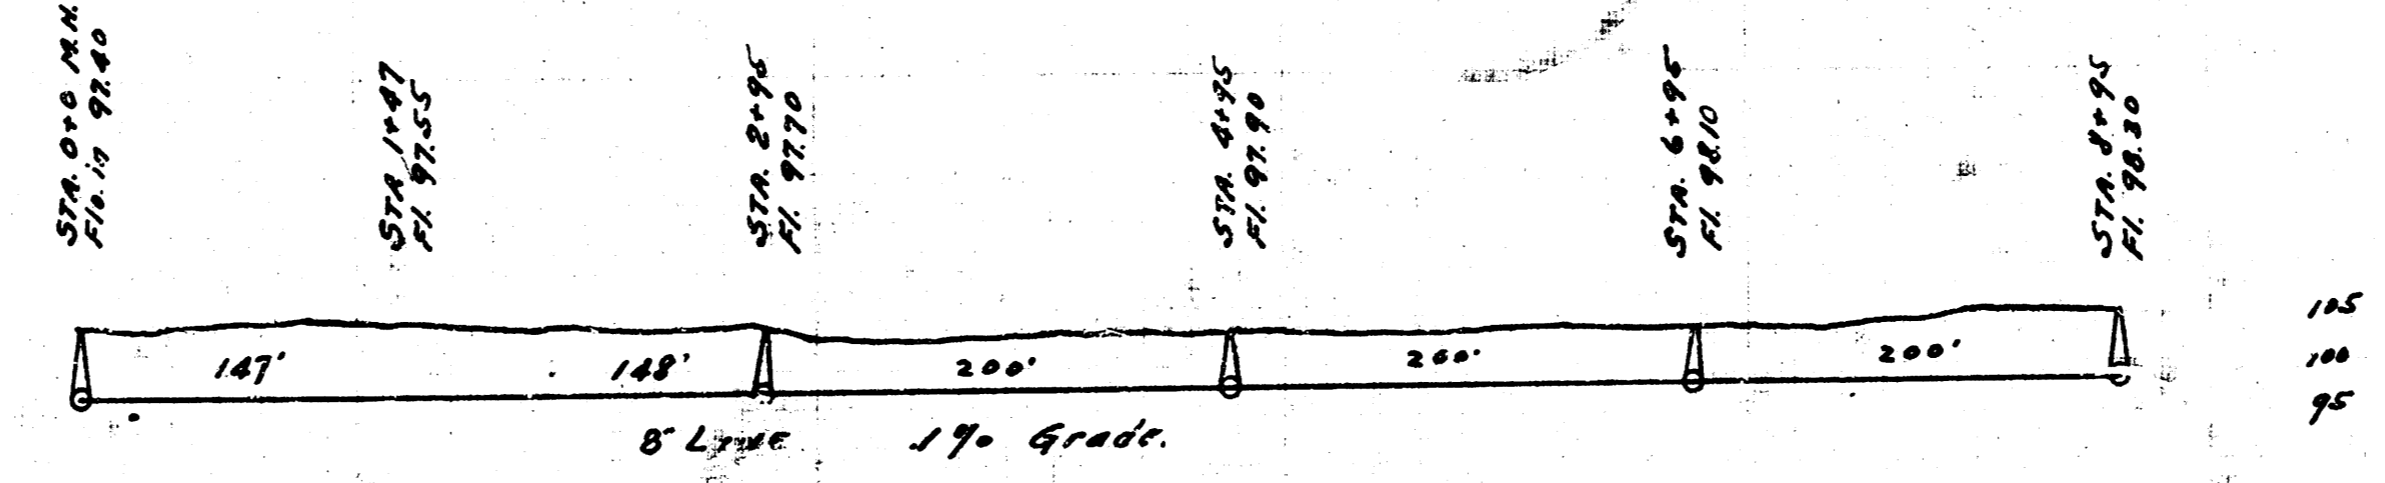 STA. 0+0 M.H.
Flo. in 97.40
STA 1+47
Fl. 97.55
STA. 2+95
Fl. 97.70
STA. 4+95
Fl. 97.90
STA. 6+95
Fl. 98.10
STA. 8+95
Fl. 98.30
147'
148'
200'
200'
200'
105
100
95
8" Line .1% Grade.